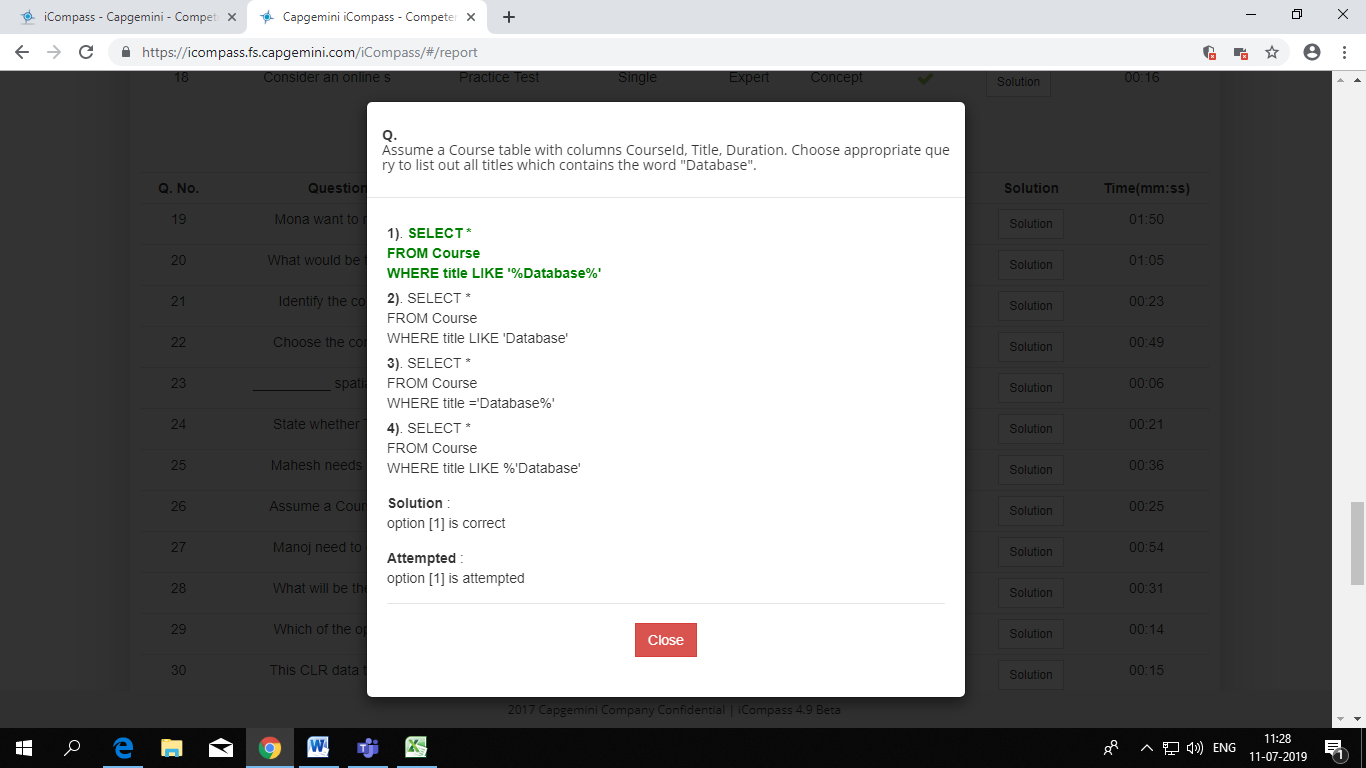 iCompass - Capgemini - Compet
Capgemini iCompass - Competen
https://icompass.fs.capgemini.com/iCompass/#/report
18 Consider an online s Practice Test Single Expert Concept Solution 00:16
Q.
Assume a Course table with columns CourseId, Title, Duration. Choose appropriate que
ry to list out all titles which contains the word "Database".
Q. No. Question Solution Time(mm:ss)
19 Mona want to Solution 01:50
20 What would be Solution 01:05
21 Identify the co Solution 00:23
22 Choose the co Solution 00:49
23 ___________ spati Solution 00:06
24 State whether Solution 00:21
25 Mahesh needs Solution 00:36
26 Assume a Cour Solution 00:25
27 Manoj need to Solution 00:54
28 What will be the Solution 00:31
29 Which of the op Solution 00:14
30 This CLR data t Solution 00:15
1). SELECT *
FROM Course
WHERE title LIKE '%Database%'
2). SELECT *
FROM Course
WHERE title LIKE 'Database'
3). SELECT *
FROM Course
WHERE title ='Database%'
4). SELECT *
FROM Course
WHERE title LIKE %'Database'
Solution :
option [1] is correct
Attempted :
option [1] is attempted
Close
2017 Capgemini Company Confidential | iCompass 4.9 Beta
ENG
11:28
11-07-2019
1